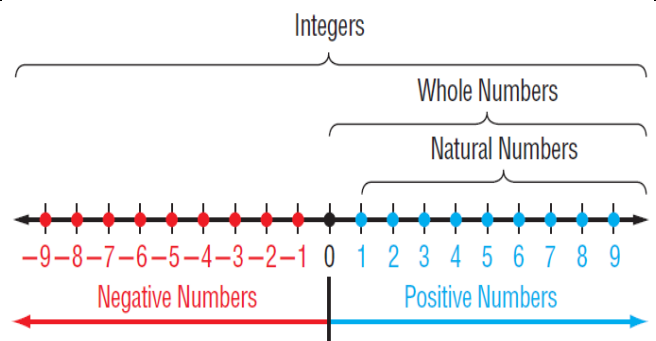 Integers
Whole Numbers
Natural Numbers
–9 –8 –7 –6 –5 –4 –3 –2 –1 0 1 2 3 4 5 6 7 8 9
Negative Numbers Positive Numbers